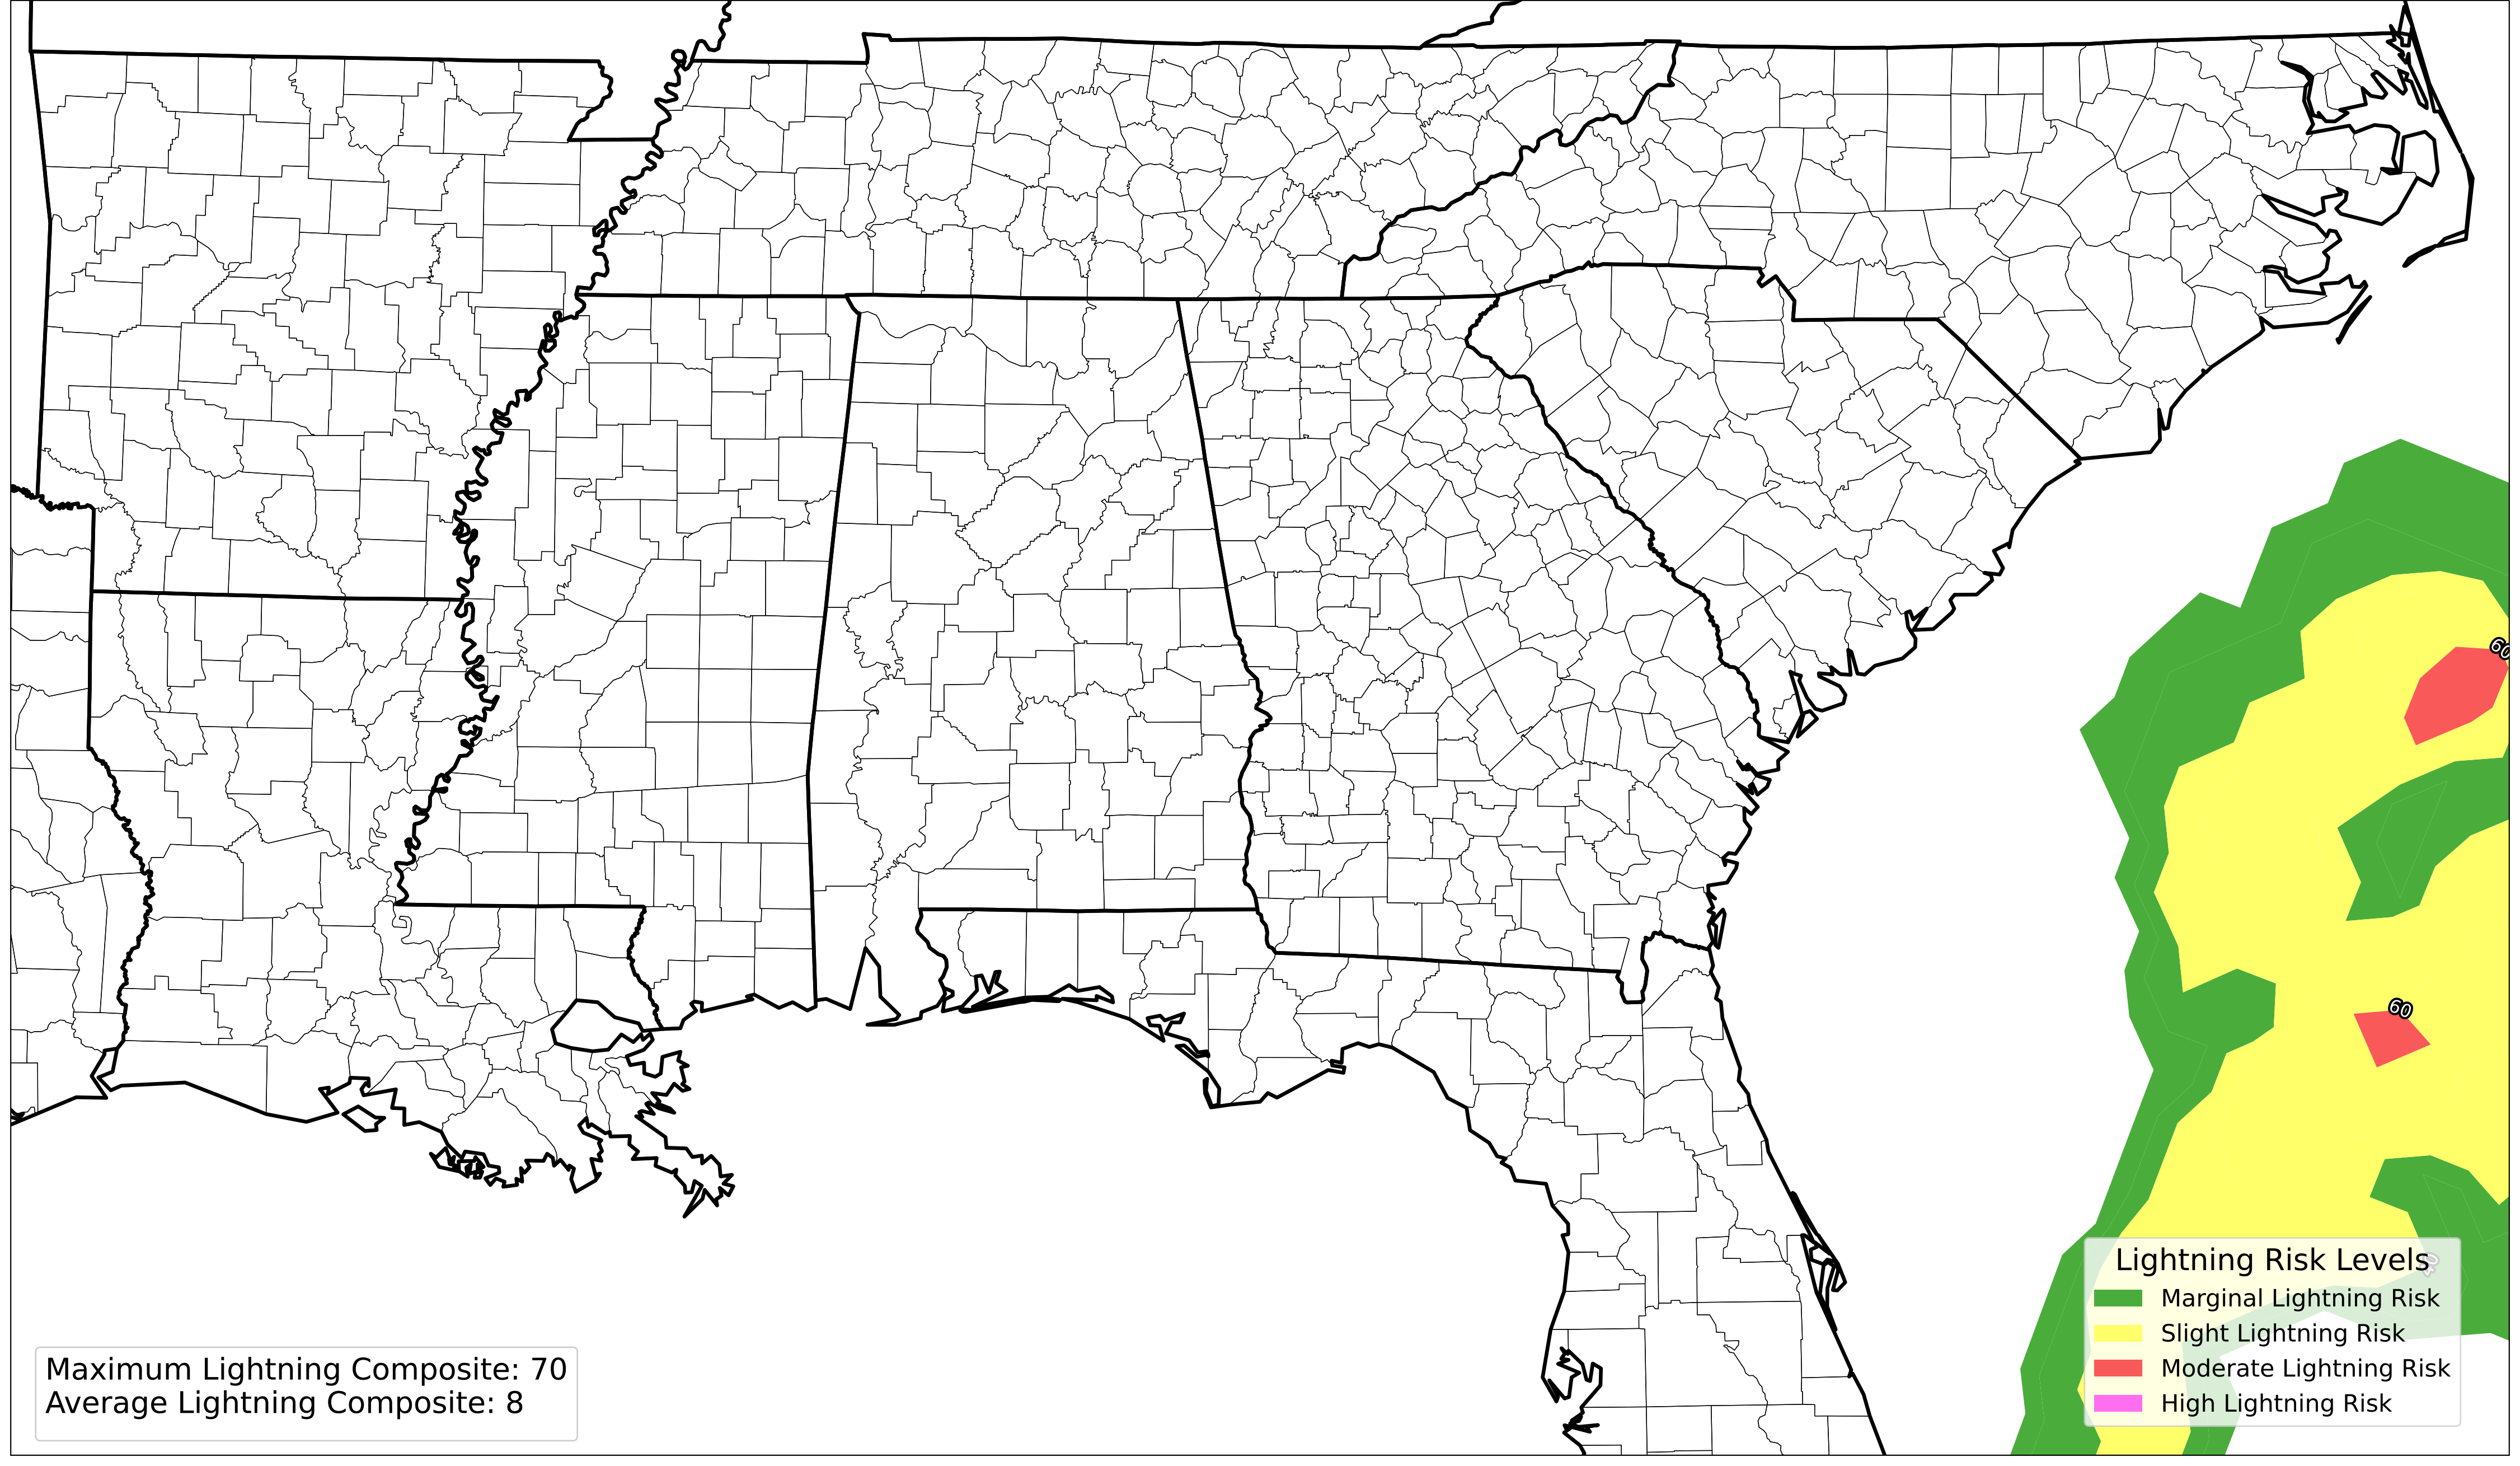 60
60
Lightning Risk Levels
Marginal Lightning Risk
Slight Lightning Risk
Moderate Lightning Risk
High Lightning Risk
Maximum Lightning Composite: 70
Average Lightning Composite: 8